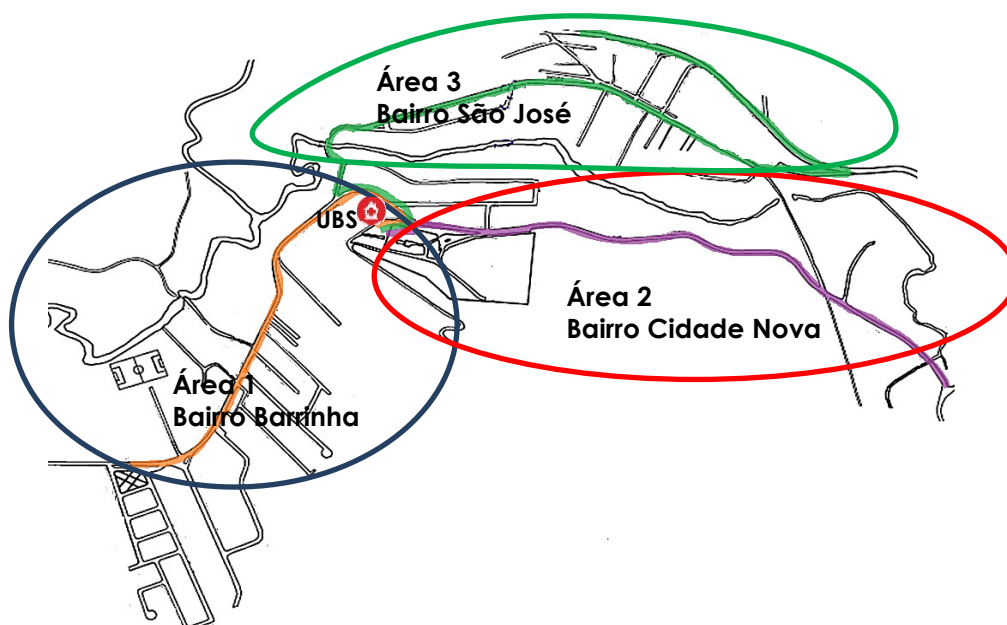 Área 3
Bairro São José
UBS
Área 2
Bairro Cidade Nova
Área 1
Bairro Barrinha